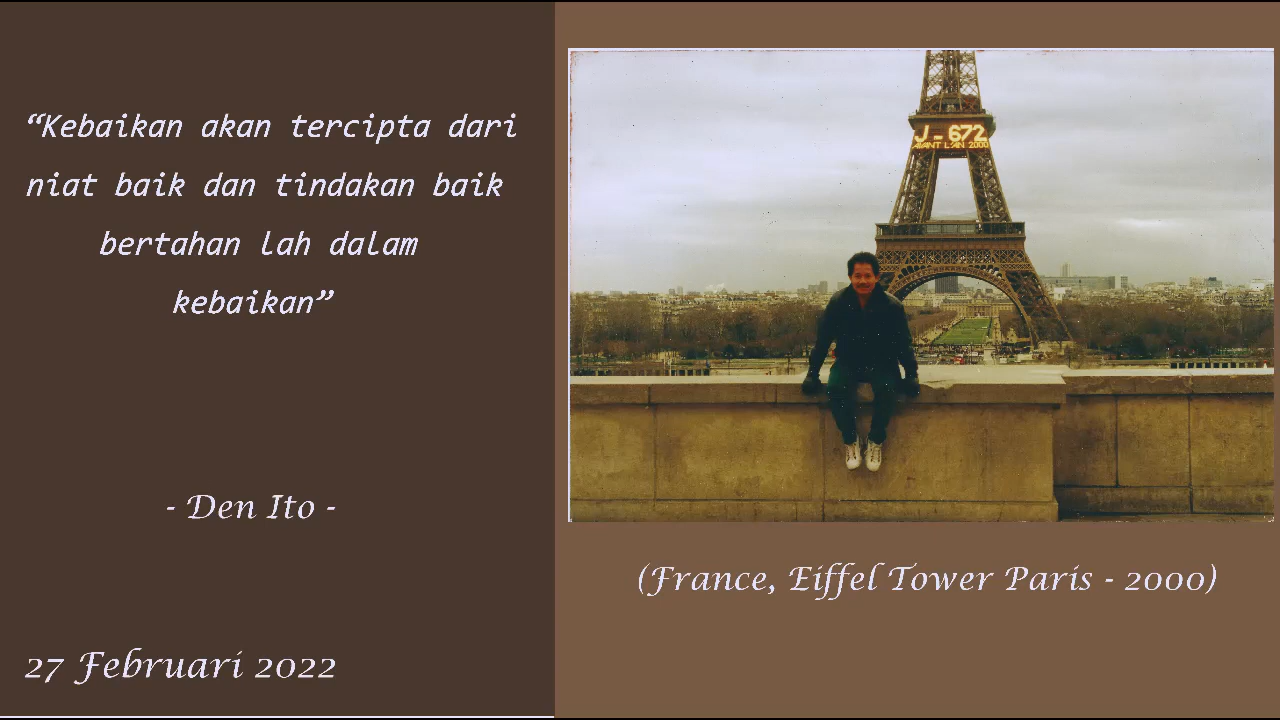 “Kebaikan akan tercipta dari
niat baik dan tindakan baik
bertahan lah dalam
kebaikan”
- Den Ito -
27 Februari 2022
J - 672
AVANT L'AN 2000
(France, Eiffel Tower Paris - 2000)